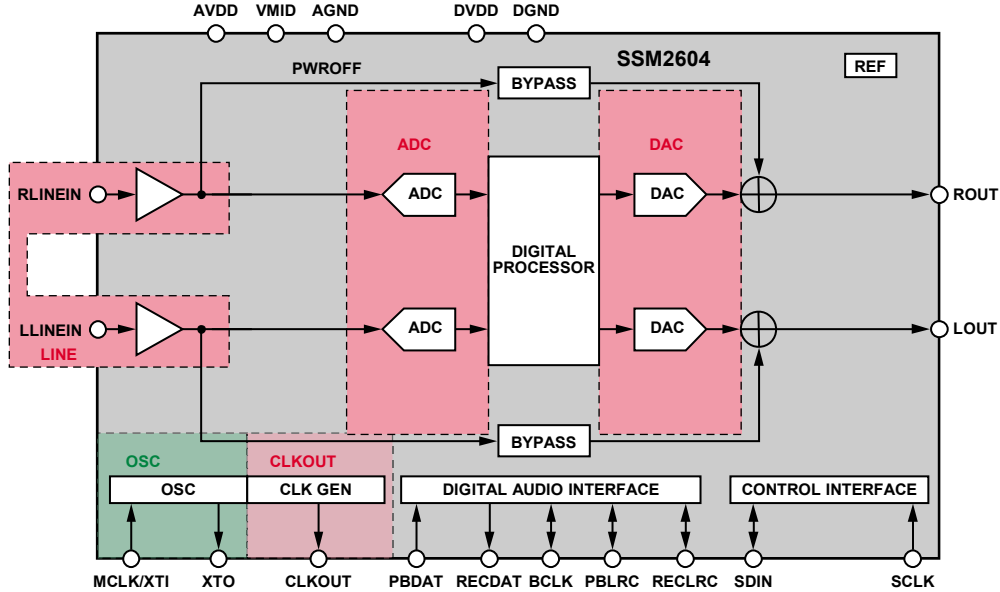 AVDD VMID AGND DVDD DGND
SSM2604
REF
PWROFF
BYPASS
ADC
DAC
RLINEIN
ADC
DAC
ROUT
DIGITAL
PROCESSOR
LLINEIN
ADC
DAC
LOUT
LINE
BYPASS
OSC
CLKOUT
OSC
CLK GEN
DIGITAL AUDIO INTERFACE
CONTROL INTERFACE
MCLK/XTI XTO CLKOUT PBDAT RECDAT BCLK PBLRC RECLRC SDIN SCLK